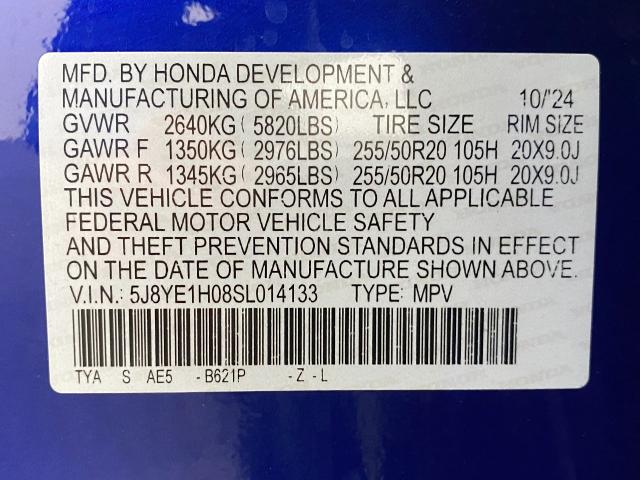 MFD. BY HONDA DEVELOPMENT &
MANUFACTURING OF AMERICA, LLC 10/'24
GVWR 2640KG ( 5820LBS) TIRE SIZE RIM SIZE
GAWR F 1350KG ( 2976LBS) 255/50R20 105H 20X9.0J
GAWR R 1345KG ( 2965LBS) 255/50R20 105H 20X9.0J
THIS VEHICLE CONFORMS TO ALL APPLICABLE
FEDERAL MOTOR VEHICLE SAFETY
AND THEFT PREVENTION STANDARDS IN EFFECT
ON THE DATE OF MANUFACTURE SHOWN ABOVE.
V.I.N.: 5J8YE1H08SL014133 TYPE: MPV
TYA S AE5 - B621P - Z - L